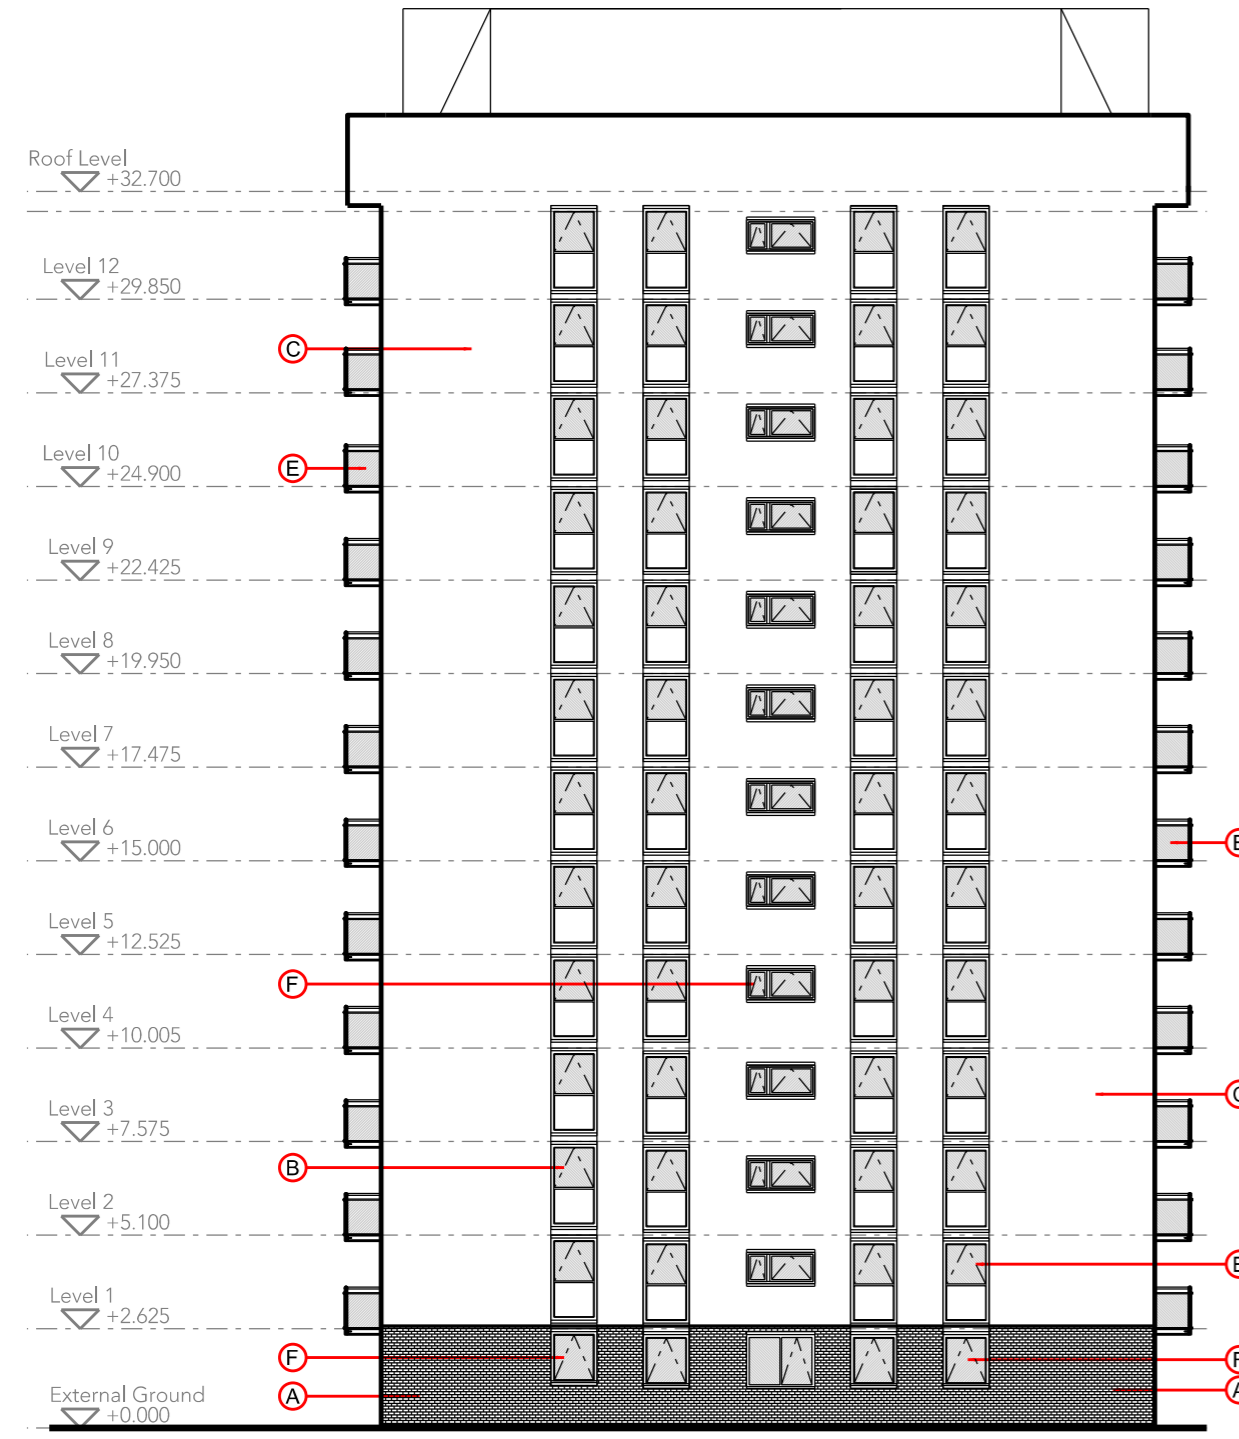 Roof Level
+32.700
Level 12
+29.850
C
Level 11
+27.375
Level 10
+24.900
E
Level 9
+22.425
Level 8
+19.950
Level 7
+17.475
Level 6
+15.000
Level 5
+12.525
F
Level 4
+10.005
Level 3
+7.575
B
Level 2
+5.100
Level 1
+2.625
F
External Ground
+0.000
A
A